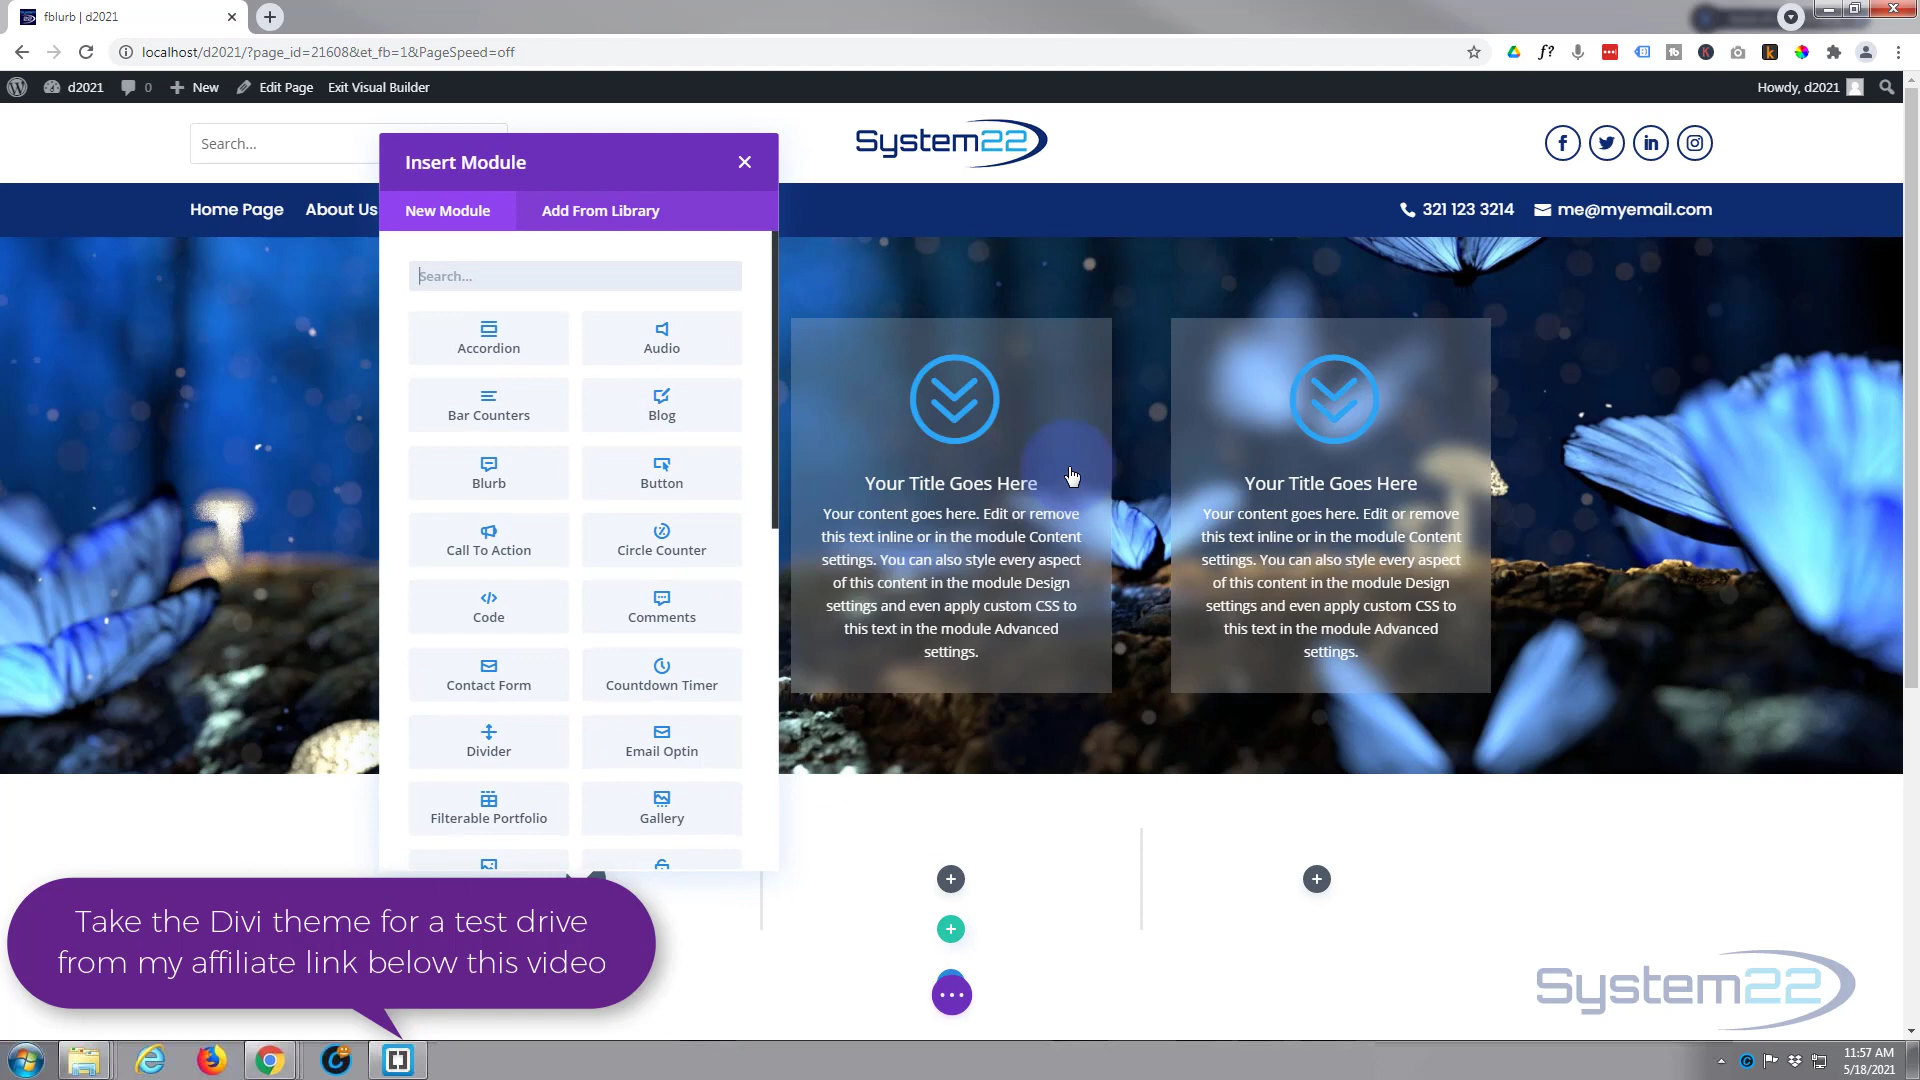 fblurb | d2021
localhost/d2021/?page_id=21608&et_fb=1&PageSpeed=off
d2021
0
New
Edit Page
Exit Visual Builder
Howdy, d2021
Search...
System22
Home Page
About Us
321 123 3214
me@myemail.com
Insert Module
New Module
Add From Library
Search...
Accordion
Audio
Bar Counters
Blog
Blurb
Button
Call To Action
Circle Counter
Code
Comments
Contact Form
Countdown Timer
Divider
Email Optin
Filterable Portfolio
Gallery
Your Title Goes Here
Your content goes here. Edit or remove
this text inline or in the module Content
settings. You can also style every aspect
of this content in the module Design
settings and even apply custom CSS to
this text in the module Advanced
settings.
Your Title Goes Here
Your content goes here. Edit or remove
this text inline or in the module Content
settings. You can also style every aspect
of this content in the module Design
settings and even apply custom CSS to
this text in the module Advanced
settings.
Take the Divi theme for a test drive
from my affiliate link below this video
System22
11:57 AM
5/18/2021